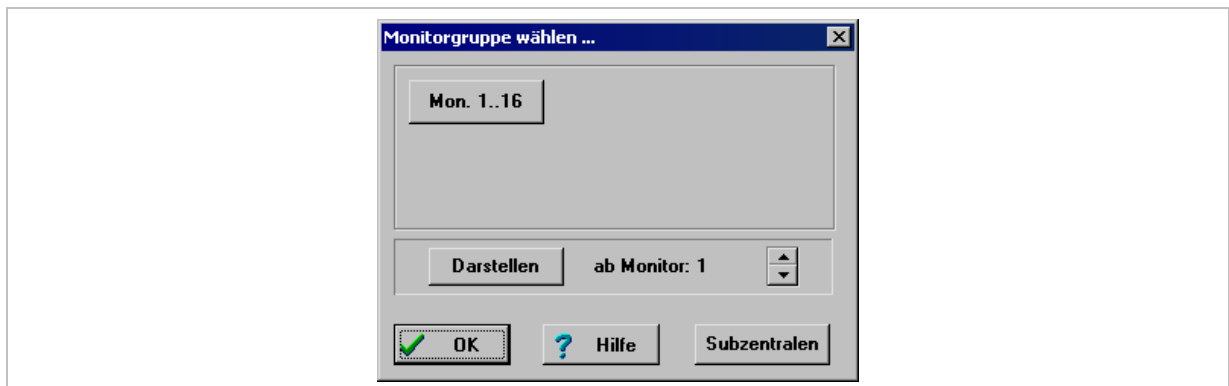 Monitorgruppe wählen ...
Mon. 1..16
Darstellen ab Monitor: 1
OK ? Hilfe Subzentralen